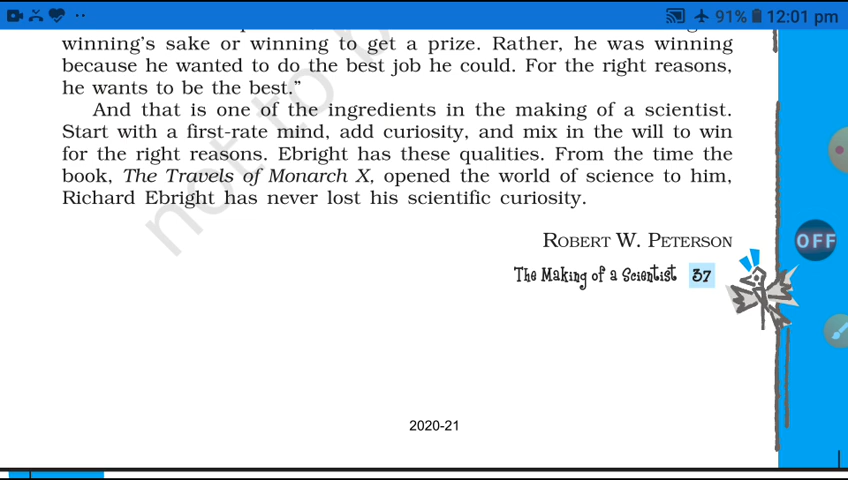 91% 12:01 pm
winning's sake or winning to get a prize. Rather, he was winning
because he wanted to do the best job he could. For the right reasons,
he wants to be the best."
And that is one of the ingredients in the making of a scientist.
Start with a first-rate mind, add curiosity, and mix in the will to win
for the right reasons. Ebright has these qualities. From the time the
book, The Travels of Monarch X, opened the world of science to him,
Richard Ebright has never lost his scientific curiosity.
not to b
ROBERT W. PETERSON
OFF
The Making of a Scientist 37
2020-21